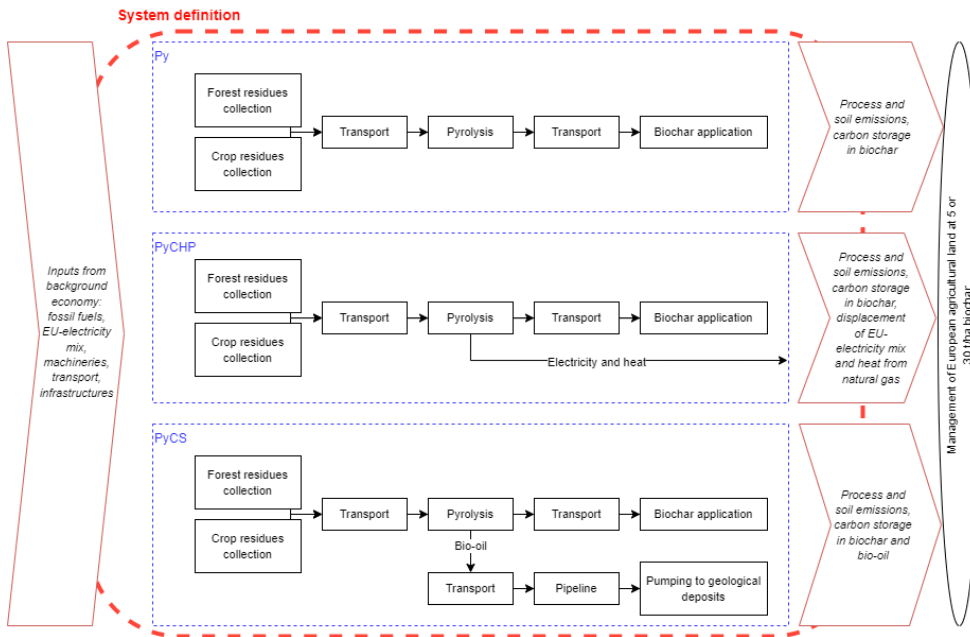 System definition
Inputs from
background
economy:
fossil fuels,
EU-electricity
mix,
machineries,
transport,
infrastructures
Py
Forest residues
collection
Crop residues
collection
Transport
Pyrolysis
Transport
Biochar application
Process and
soil emissions,
carbon storage
in biochar
PyCHP
Forest residues
collection
Crop residues
collection
Transport
Pyrolysis
Transport
Biochar application
Electricity and heat
Process and
soil emissions,
carbon storage
in biochar,
displacement
of EU-
electricity mix
and heat from
natural gas
PyCS
Forest residues
collection
Crop residues
collection
Transport
Pyrolysis
Transport
Biochar application
Bio-oil
Transport
Pipeline
Pumping to geological
deposits
Process and
soil emissions,
carbon storage
in biochar and
bio-oil
Management of European agricultural land at 5 or
30 t/ha biochar